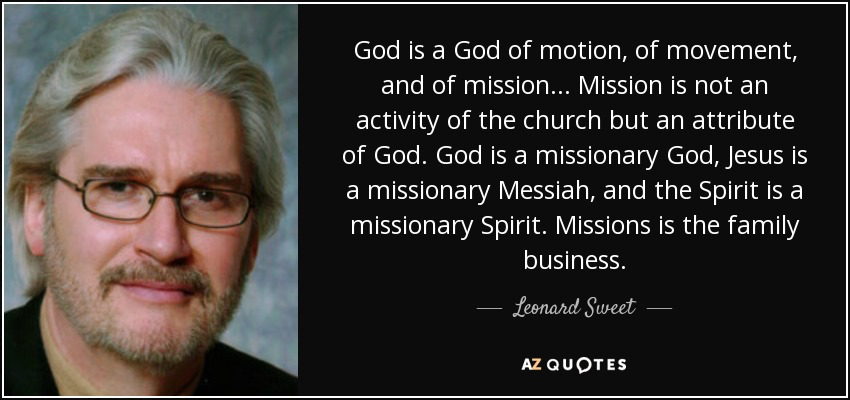 God is a God of motion, of movement,
and of mission... Mission is not an
activity of the church but an attribute
of God. God is a missionary God, Jesus is
a missionary Messiah, and the Spirit is a
missionary Spirit. Missions is the family
business.
Leonard Sweet
AZ QUOTES